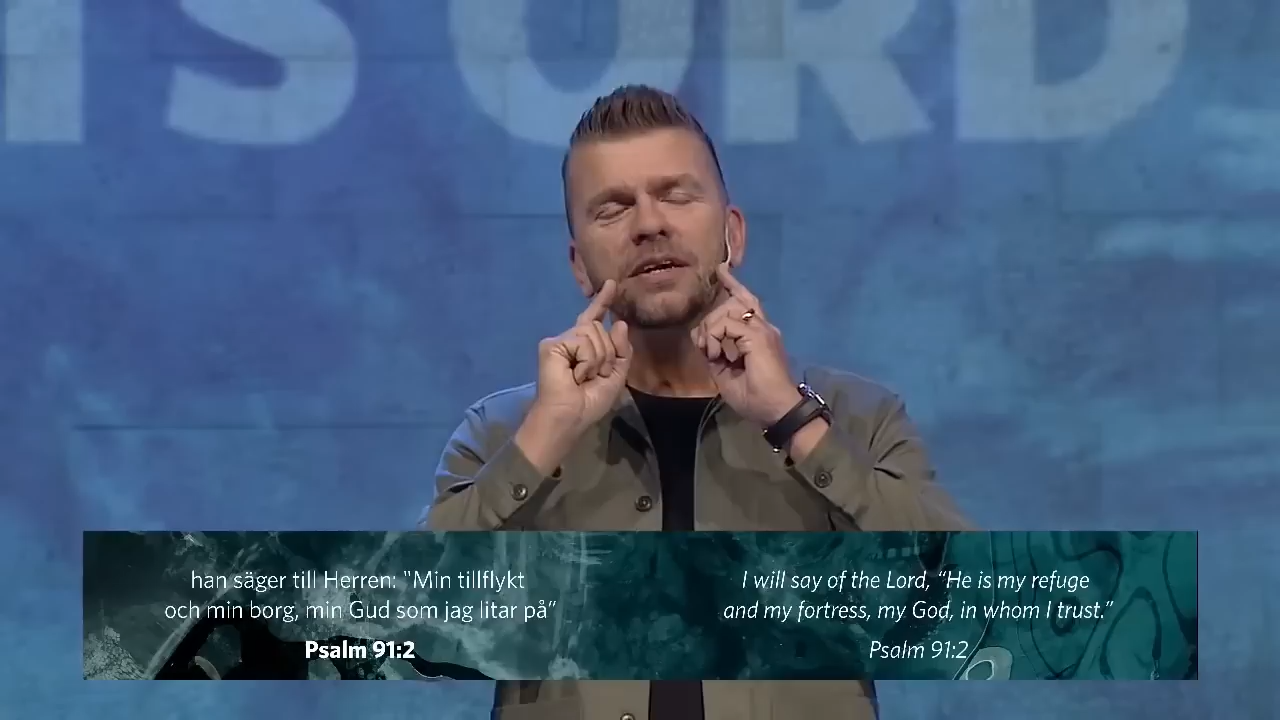 IS ORD
han säger till Herren: "Min tillflykt
och min borg, min Gud som jag litar på"
Psalm 91:2
I will say of the Lord, “He is my refuge
and my fortress, my God, in whom I trust.”
Psalm 91:2